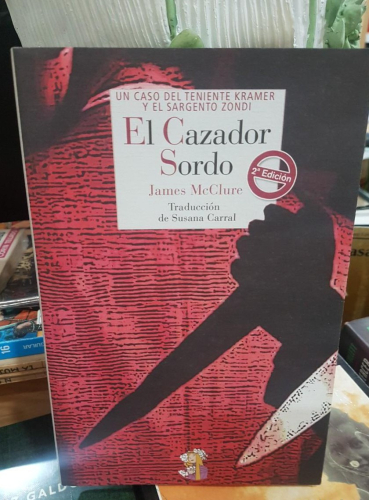 UN CASO DEL TENIENTE KRAMER
Y EL SARGENTO ZONDI
El Cazador
Sordo
2ª Edición
James McClure
Traducción
de Susana Carral
GALD